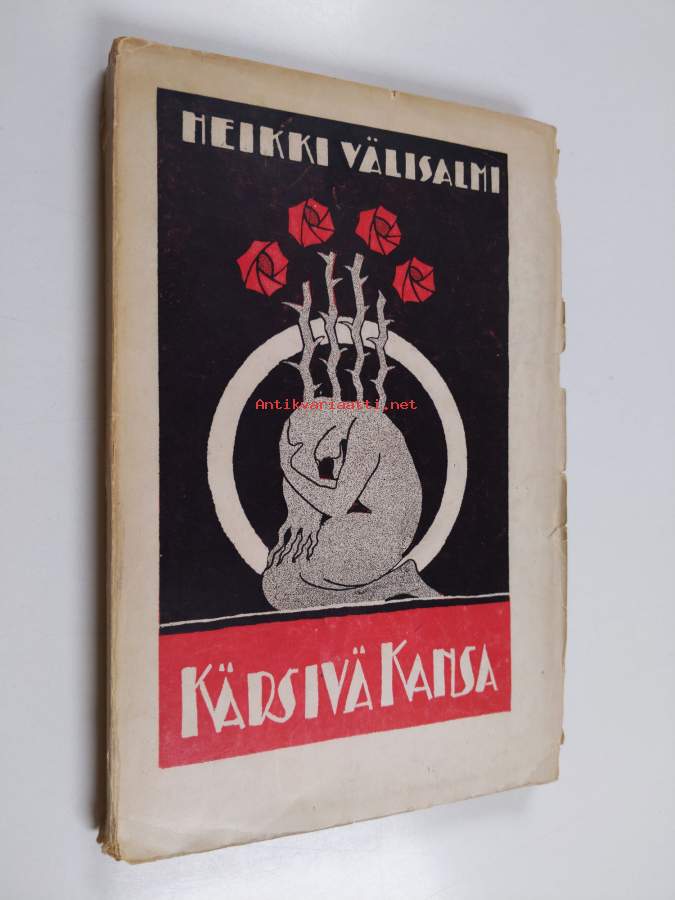 HEIKKI VÄLISALMI
Antikvariaatti.net
KÄRSIVÄ KANSA